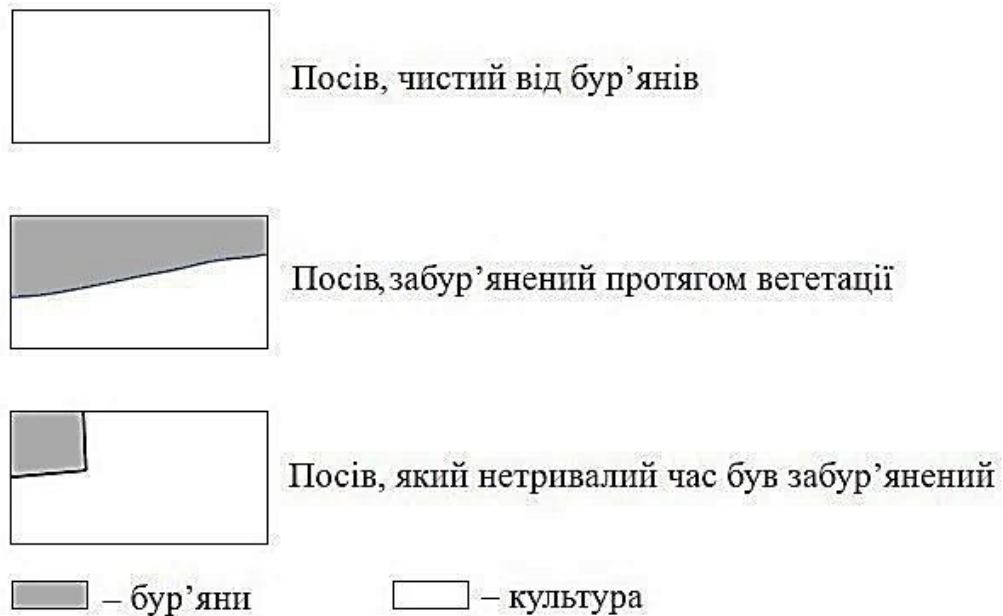 Посів, чистий від бур’янів
Посів, забур’янений протягом вегетації
Посів, який нетривалий час був забур’янений
– бур’яни
– культура